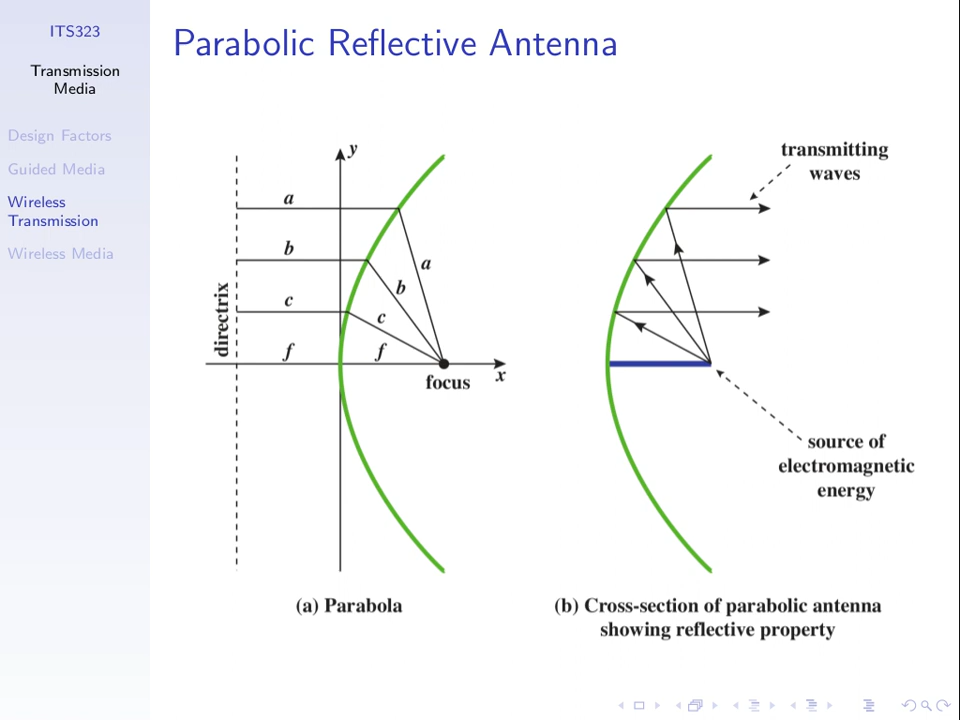 ITS323
Transmission
Media
Design Factors
Guided Media
Wireless
Transmission
Wireless Media
Parabolic Reflective Antenna
y
a
b
c
f
directrix
a
b
c
f
focus
x
(a) Parabola
transmitting
waves
source of
electromagnetic
energy
(b) Cross-section of parabolic antenna
showing reflective property